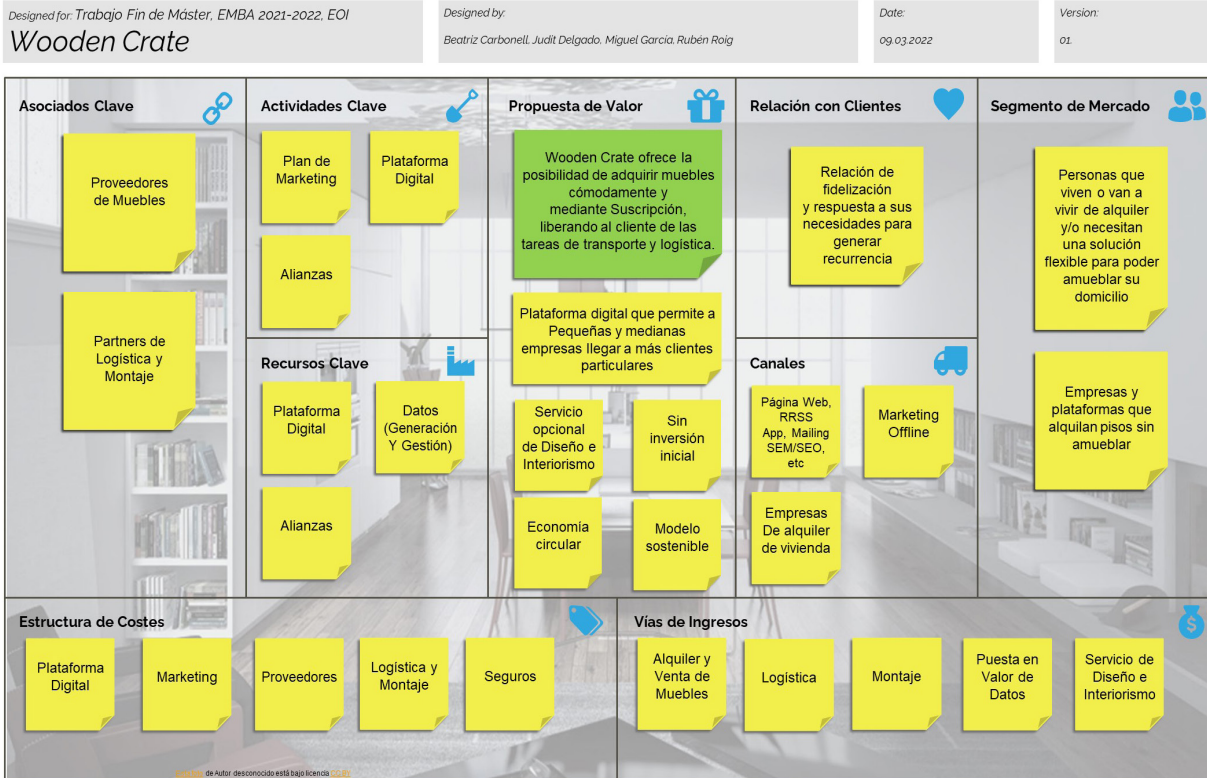 Designed for: Trabajo Fin de Máster, EMBA 2021-2022, EOI
Wooden Crate
Designed by:
Beatriz Carbonell, Judit Delgado, Miguel García, Rubén Roig
Date:
09.03.2022
Version:
01.
Asociados Clave
Proveedores
de Muebles
Partners de
Logística y
Montaje
Actividades Clave
Plan de
Marketing
Plataforma
Digital
Alianzas
Recursos Clave
Plataforma
Digital
Datos
(Generación
Y Gestión)
Alianzas
Propuesta de Valor
Wooden Crate ofrece la
posibilidad de adquirir muebles
cómodamente y
mediante Suscripción,
liberando al cliente de las
tareas de transporte y logística.
Plataforma digital que permite a
Pequeñas y medianas
empresas llegar a más clientes
particulares
Servicio
opcional
de Diseño e
Interiorismo
Sin
inversión
inicial
Economía
circular
Modelo
sostenible
Relación con Clientes
Relación de
fidelización
y respuesta a sus
necesidades para
generar
recurrencia
Canales
Página Web,
RRSS
App, Mailing
SEM/SEO,
etc
Marketing
Offline
Empresas
De alquiler
de vivienda
Segmento de Mercado
Personas que
viven o van a
vivir de alquiler
y/o necesitan
una solución
flexible para poder
amueblar su
domicilio
Empresas y
plataformas que
alquilan pisos sin
amueblar
Estructura de Costes
Plataforma
Digital
Marketing
Proveedores
Logística y
Montaje
Seguros
Vías de Ingresos
Alquiler y
Venta de
Muebles
Logística
Montaje
Puesta en
Valor de
Datos
Servicio de
Diseño e
Interiorismo
de Autor desconocido está bajo licencia